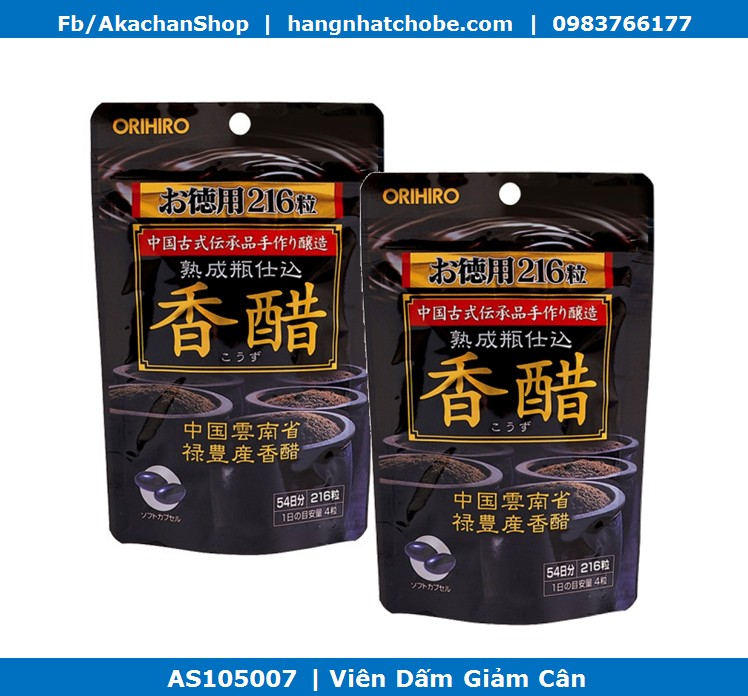 Fb/AkachanShop | hangnhatchobe.com | 0983766177
ORIHIRO
お徳用216粒
中国古式伝承品手作り醸造
熟成瓶仕込
香醋
こうず
中国雲南省
禄豊産香醋
54日分 216粒
1日の目安量 4粒
ソフトカプセル
ORIHIRO
お徳用216粒
中国古式伝承品手作り醸造
熟成瓶仕込
香醋
こうず
中国雲南省
禄豊産香醋
54日分 216粒
1日の目安量 4粒
ソフトカプセル
AS105007 | Viên Dấm Giảm Cân